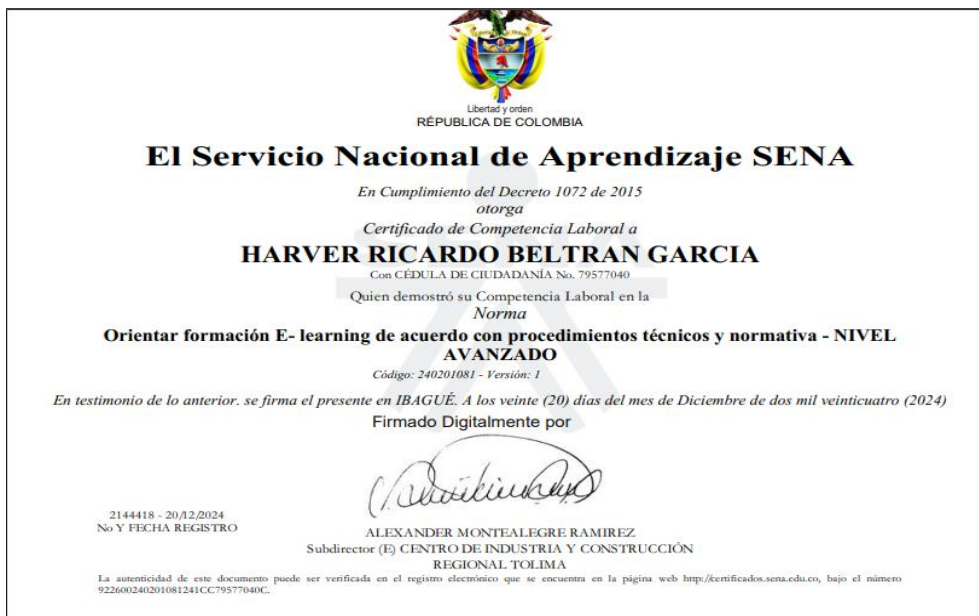 Libertad y orden
RÉPUBLICA DE COLOMBIA
El Servicio Nacional de Aprendizaje SENA
En Cumplimiento del Decreto 1072 de 2015
otorga
Certificado de Competencia Laboral a
HARVER RICARDO BELTRAN GARCIA
Con CÉDULA DE CIUDADANÍA No. 79577040
Quien demostró su Competencia Laboral en la
Norma
Orientar formación E- learning de acuerdo con procedimientos técnicos y normativa - NIVEL
AVANZADO
Código: 240201081 - Versión: 1
En testimonio de lo anterior. se firma el presente en IBAGUÉ. A los veinte (20) días del mes de Diciembre de dos mil veinticuatro (2024)
Firmado Digitalmente por
2144418 - 20/12/2024
No Y FECHA REGISTRO
ALEXANDER MONTEALEGRE RAMIREZ
Subdirector (E) CENTRO DE INDUSTRIA Y CONSTRUCCIÓN
REGIONAL TOLIMA
La autenticidad de este documento puede ser verificada en el registro electrónico que se encuentra en la página web http://certificados.sena.edu.co, bajo el número
922600240201081241CC79577040C.
SENA